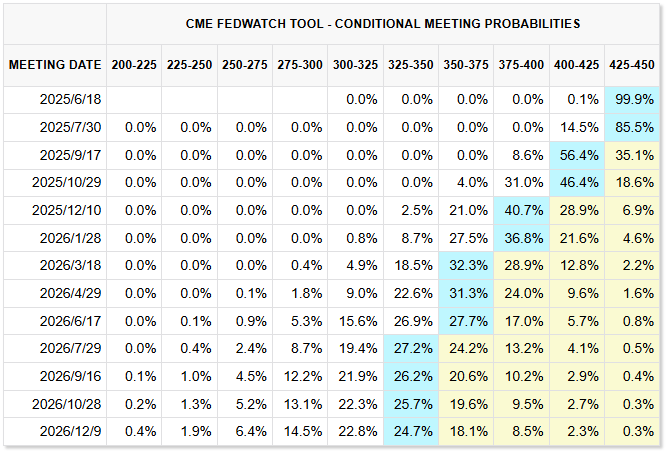 CME FEDWATCH TOOL - CONDITIONAL MEETING PROBABILITIES
MEETING DATE 200-225 225-250 250-275 275-300 300-325 325-350 350-375 375-400 400-425 425-450
2025/6/18 0.0% 0.0% 0.0% 0.0% 0.1% 99.9%
2025/7/30 0.0% 0.0% 0.0% 0.0% 0.0% 0.0% 0.0% 0.0% 14.5% 85.5%
2025/9/17 0.0% 0.0% 0.0% 0.0% 0.0% 0.0% 0.0% 8.6% 56.4% 35.1%
2025/10/29 0.0% 0.0% 0.0% 0.0% 0.0% 0.0% 4.0% 31.0% 46.4% 18.6%
2025/12/10 0.0% 0.0% 0.0% 0.0% 0.0% 2.5% 21.0% 40.7% 28.9% 6.9%
2026/1/28 0.0% 0.0% 0.0% 0.0% 0.8% 8.7% 27.5% 36.8% 21.6% 4.6%
2026/3/18 0.0% 0.0% 0.0% 0.4% 4.9% 18.5% 32.3% 28.9% 12.8% 2.2%
2026/4/29 0.0% 0.0% 0.1% 1.8% 9.0% 22.6% 31.3% 24.0% 9.6% 1.6%
2026/6/17 0.0% 0.1% 0.9% 5.3% 15.6% 26.9% 27.7% 17.0% 5.7% 0.8%
2026/7/29 0.0% 0.4% 2.4% 8.7% 19.4% 27.2% 24.2% 13.2% 4.1% 0.5%
2026/9/16 0.1% 1.0% 4.5% 12.2% 21.9% 26.2% 20.6% 10.2% 2.9% 0.4%
2026/10/28 0.2% 1.3% 5.2% 13.1% 22.3% 25.7% 19.6% 9.5% 2.7% 0.3%
2026/12/9 0.4% 1.9% 6.4% 14.5% 22.8% 24.7% 18.1% 8.5% 2.3% 0.3%